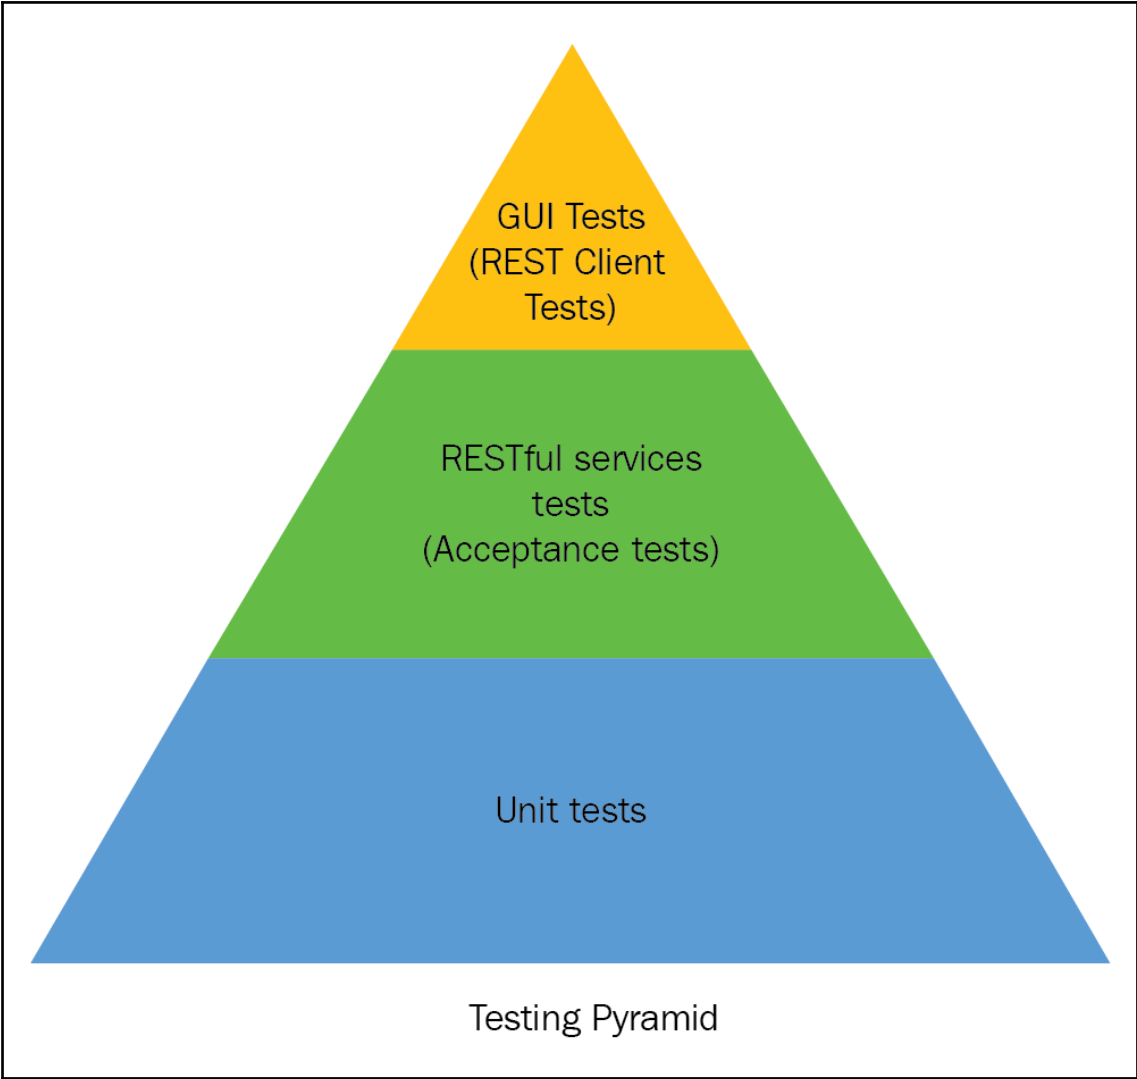 GUI Tests
(REST Client
Tests)
RESTful services
tests
(Acceptance tests)
Unit tests
Testing Pyramid